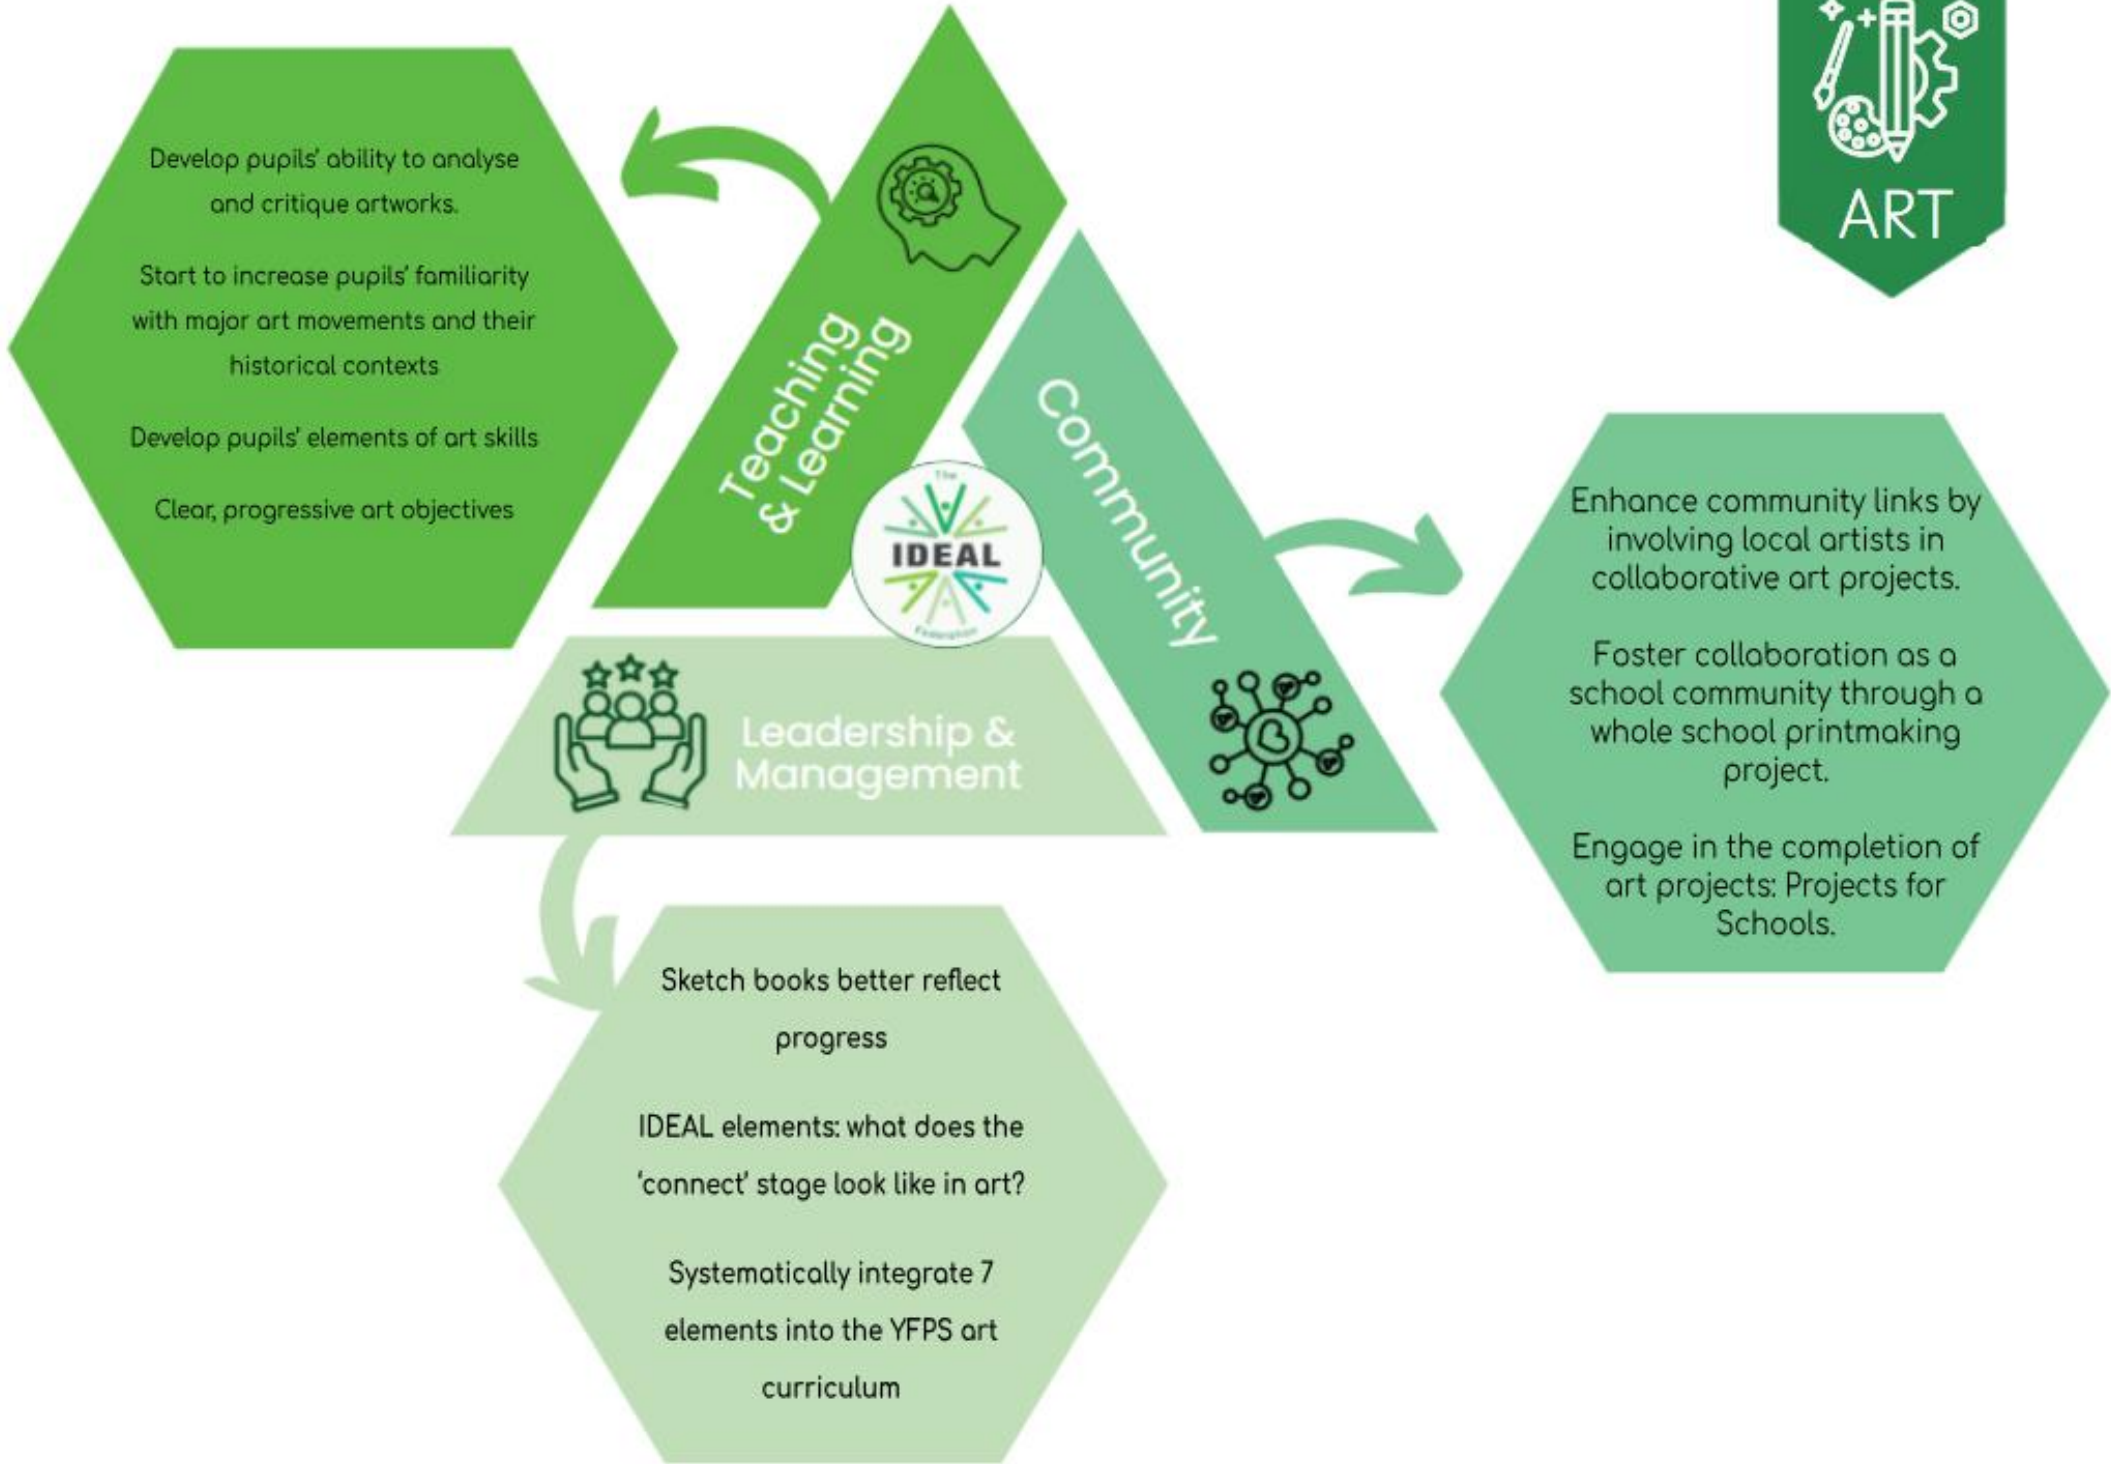 ART
Develop pupils' ability to analyse
and critique artworks.
Start to increase pupils' familiarity
with major art movements and their
historical contexts
Develop pupils' elements of art skills
Clear, progressive art objectives
Teaching
& Learning
Community
The
IDEAL
Federation
Leadership &
Management
Enhance community links by
involving local artists in
collaborative art projects.
Foster collaboration as a
school community through a
whole school printmaking
project.
Engage in the completion of
art projects: Projects for
Schools.
Sketch books better reflect
progress
IDEAL elements: what does the
‘connect’ stage look like in art?
Systematically integrate 7
elements into the YFPS art
curriculum